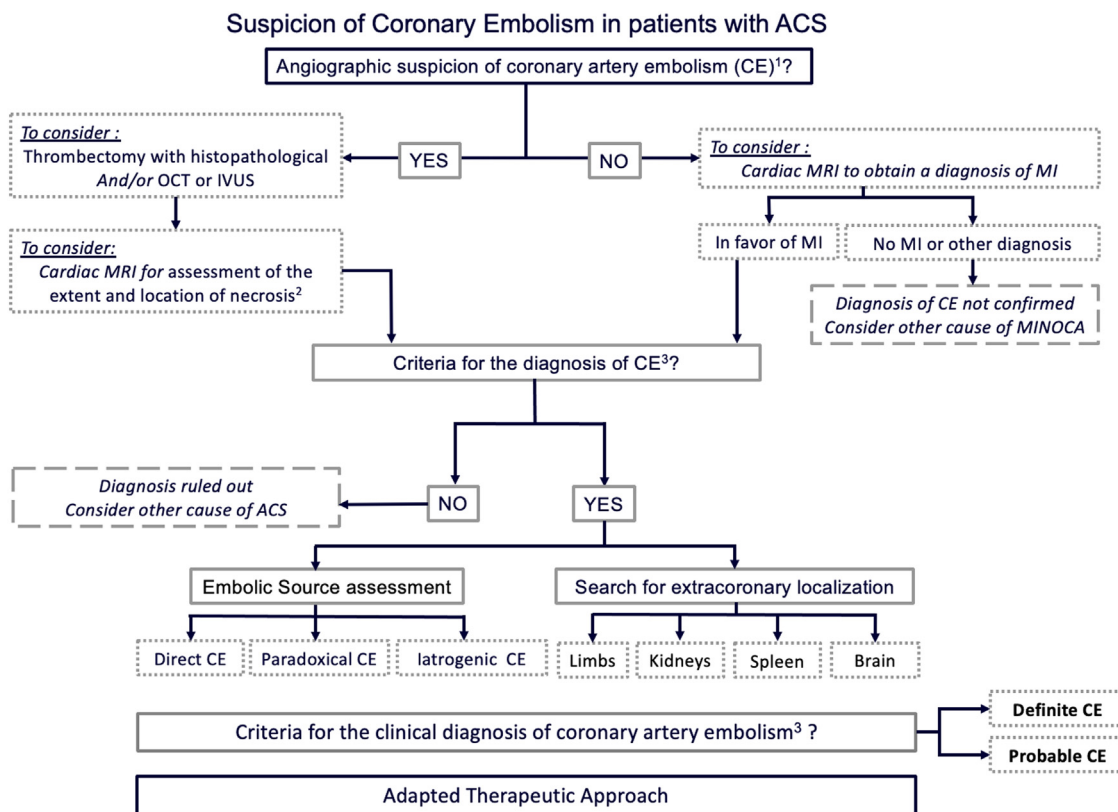 Suspicion of Coronary Embolism in patients with ACS
Angiographic suspicion of coronary artery embolism (CE)¹?
YES
NO
To consider :
Thrombectomy with histopathological
And/or OCT or IVUS
To consider :
Cardiac MRI to obtain a diagnosis of MI
To consider:
Cardiac MRI for assessment of the
extent and location of necrosis²
In favor of MI
No MI or other diagnosis
Diagnosis of CE not confirmed
Consider other cause of MINOCA
Criteria for the diagnosis of CE³?
NO
YES
Diagnosis ruled out
Consider other cause of ACS
Embolic Source assessment
Search for extracoronary localization
Direct CE
Paradoxical CE
Iatrogenic CE
Limbs
Kidneys
Spleen
Brain
Criteria for the clinical diagnosis of coronary artery embolism³ ?
Definite CE
Probable CE
Adapted Therapeutic Approach